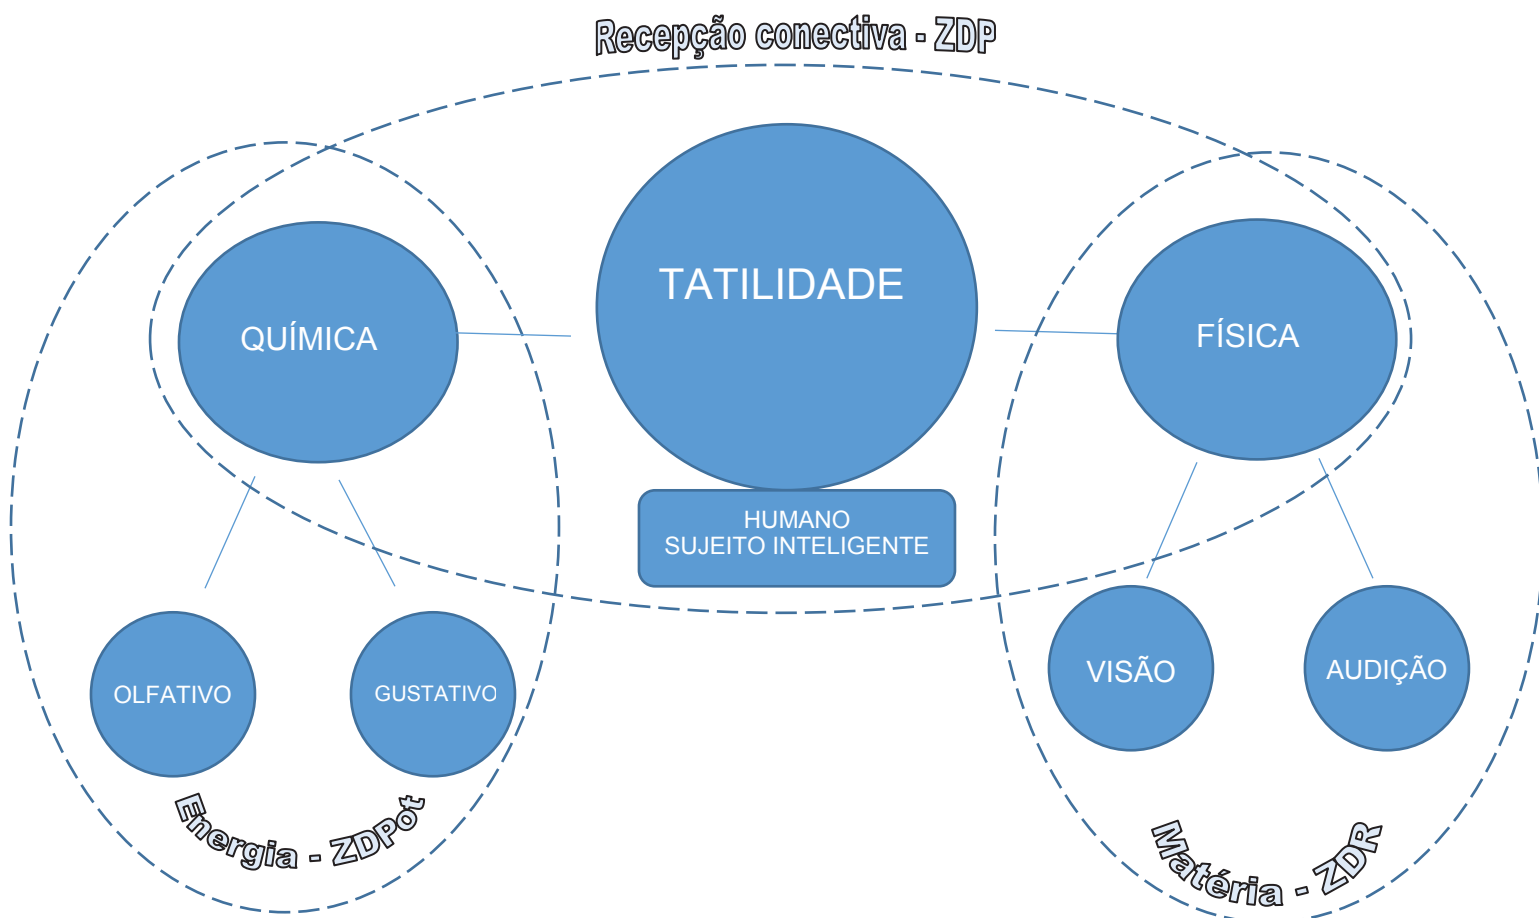 Recepção conectiva - ZDP
TATILIDADE
QUÍMICA
FÍSICA
HUMANO
SUJEITO INTELIGENTE
OLFATIVO
GUSTATIVO
VISÃO
AUDIÇÃO
Energia - ZDPot
Matéria - ZDR